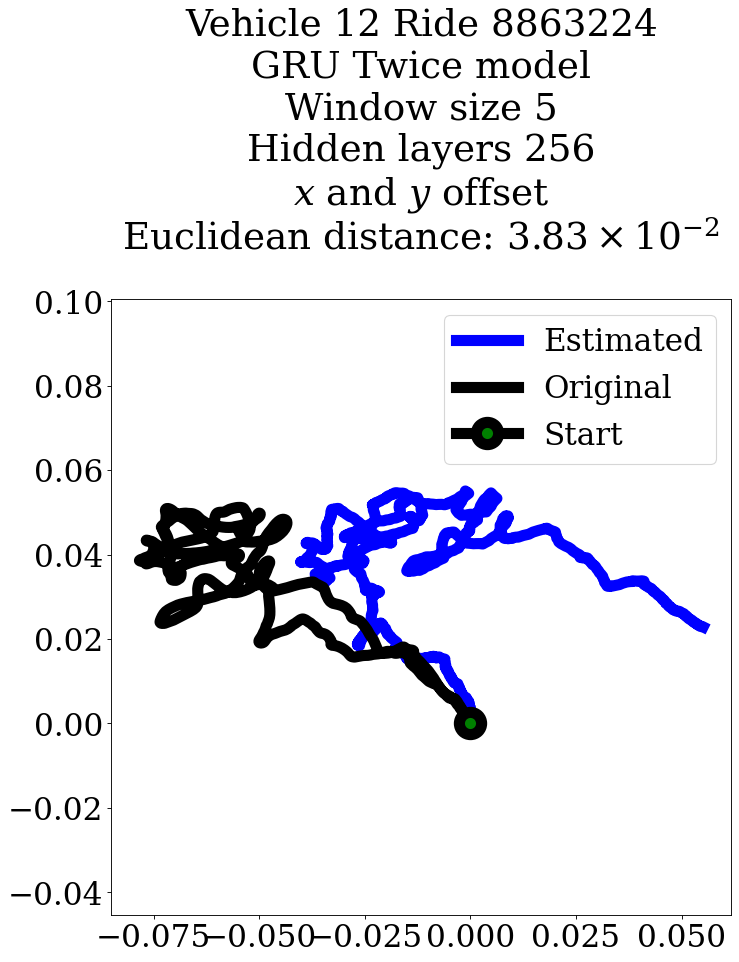 Vehicle 12 Ride 8863224
GRU Twice model
Window size 5
Hidden layers 256
x and y offset
Euclidean distance: 3.83 × 10⁻²
0.10
0.08
0.06
0.04
0.02
0.00
−0.02
−0.04
Estimated
Original
Start
−0.075 −0.050 −0.025 0.000 0.025 0.050